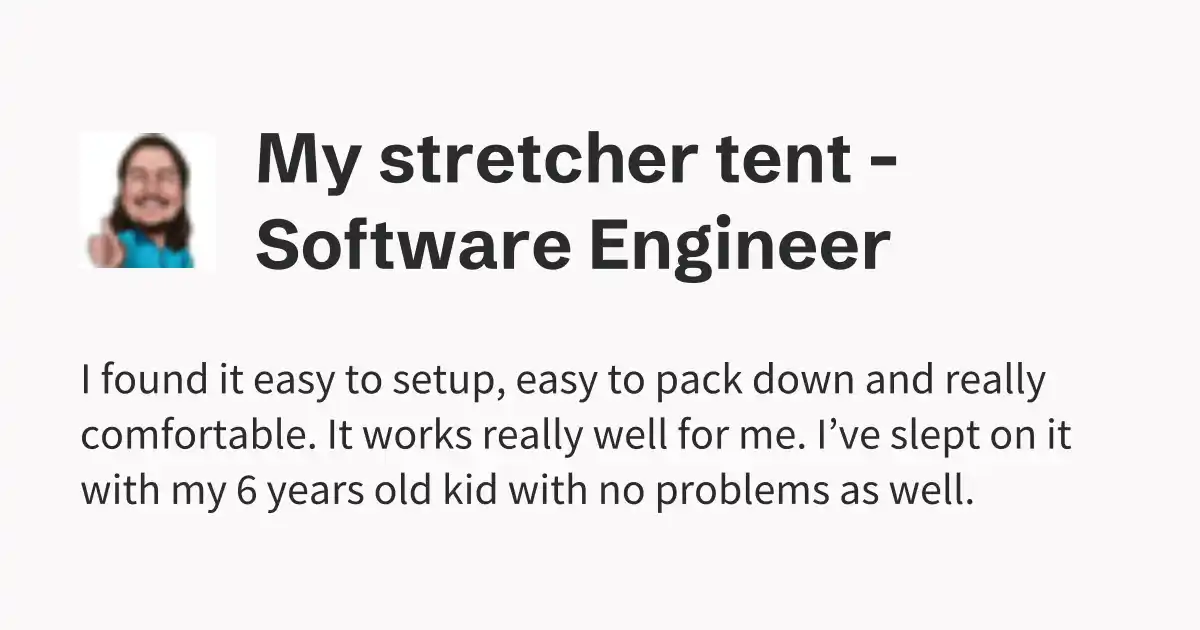 My stretcher tent -
Software Engineer
I found it easy to setup, easy to pack down and really
comfortable. It works really well for me. I’ve slept on it
with my 6 years old kid with no problems as well.